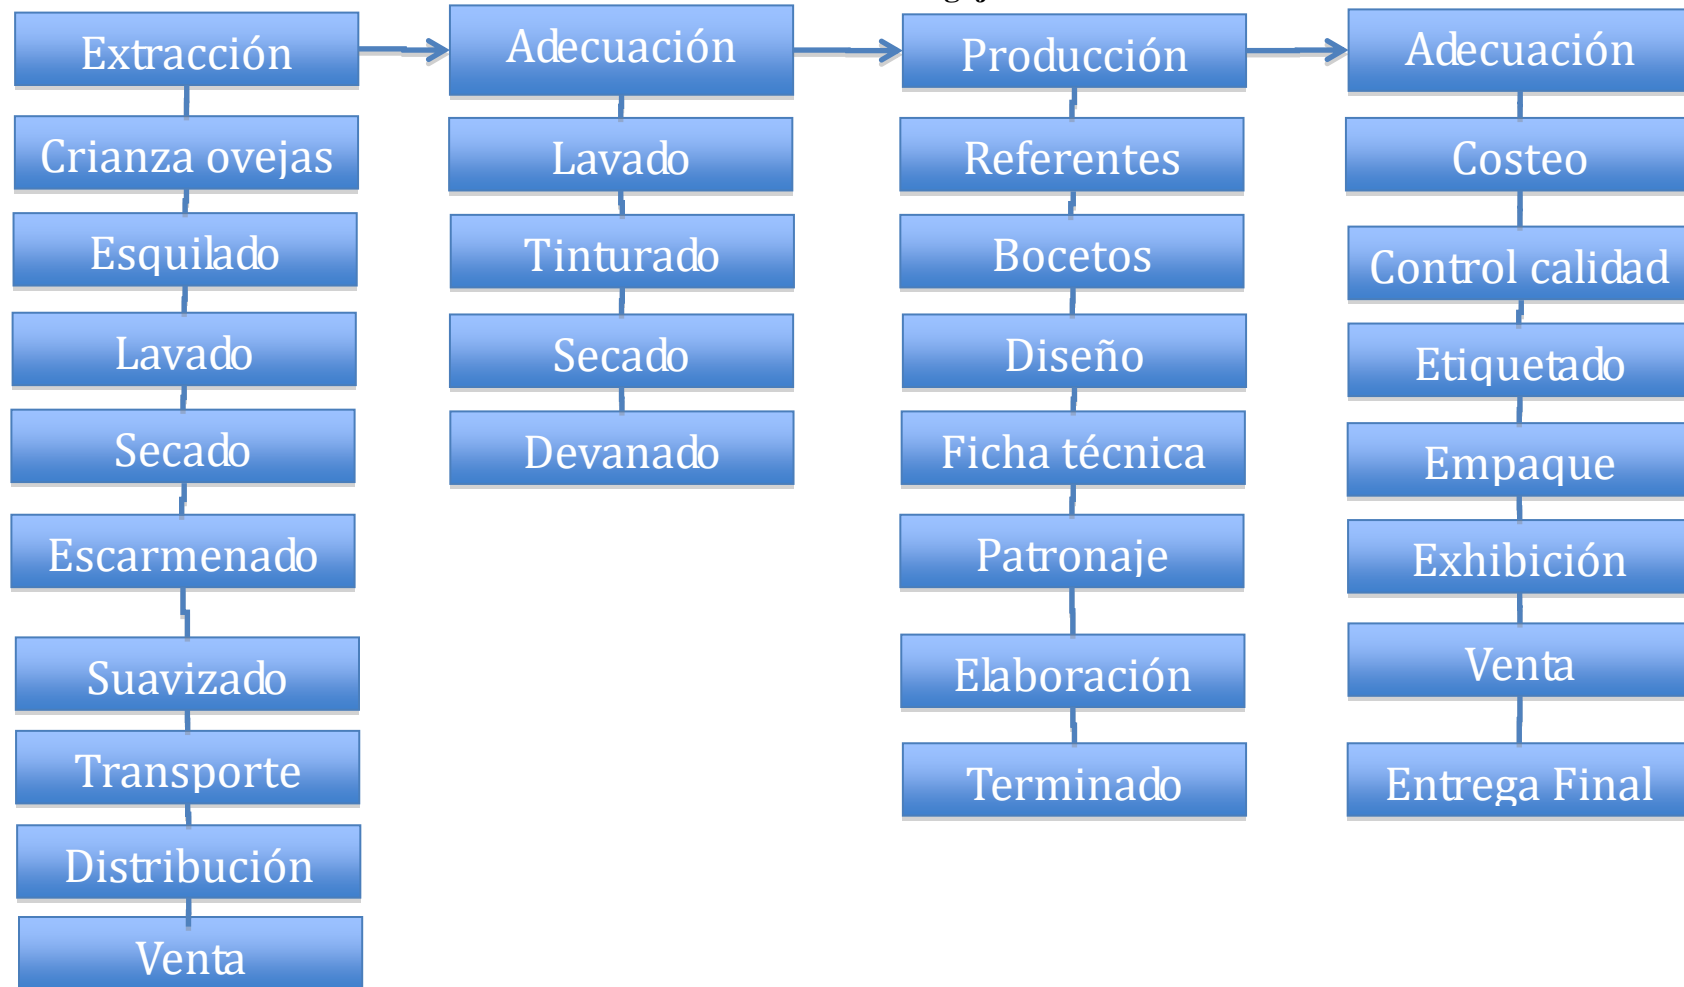 Extracción
Crianza ovejas
Esquilado
Lavado
Secado
Escarmenado
Suavizado
Transporte
Distribución
Venta
Adecuación
Lavado
Tinturado
Secado
Devanado
Producción
Referentes
Bocetos
Diseño
Ficha técnica
Patronaje
Elaboración
Terminado
Adecuación
Costeo
Control calidad
Etiquetado
Empaque
Exhibición
Venta
Entrega Final